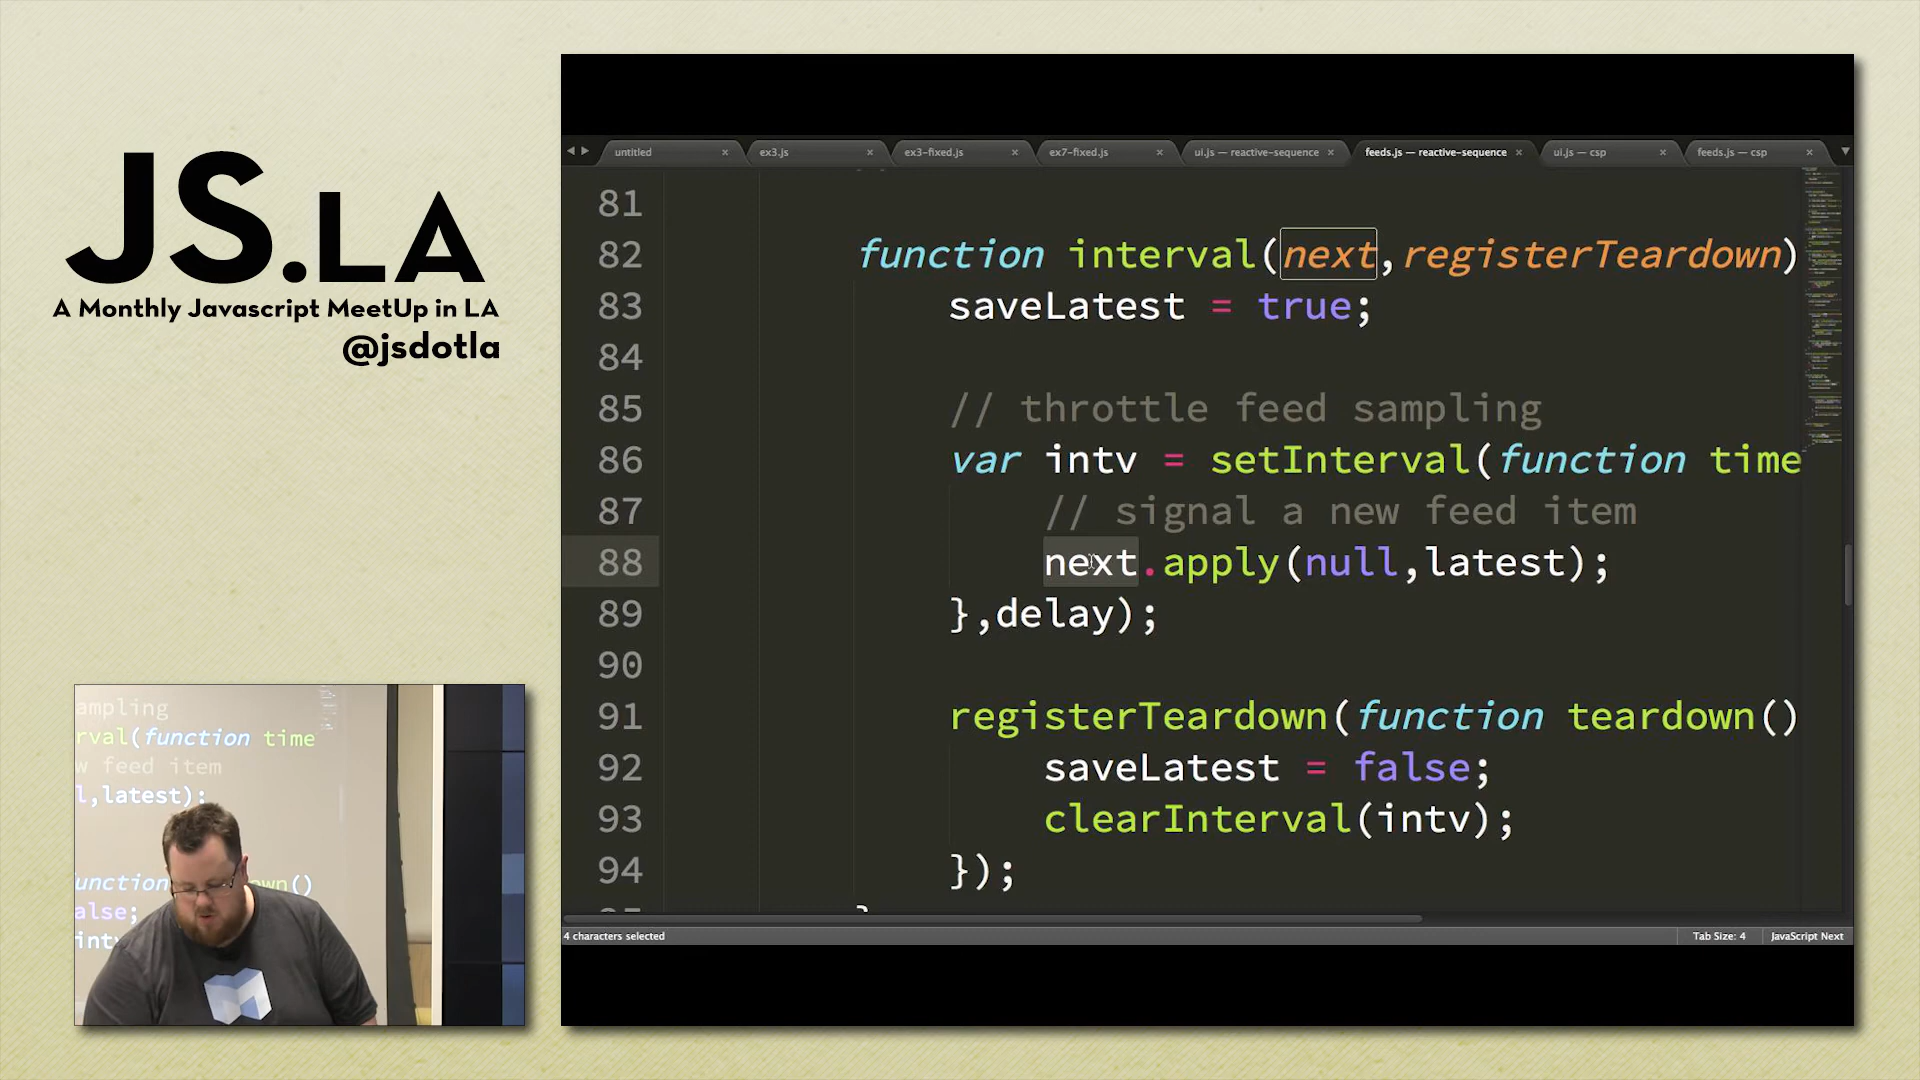 JS.LA
A Monthly Javascript MeetUp in LA
@jsdotla
untitled
ex3.js
ex3-fixed.js
ex7-fixed.js
ui.js — reactive-sequence
feeds.js — reactive-sequence
ui.js — csp
feeds.js — csp
81
82 function interval(next,registerTeardown)
83 saveLatest = true;
84
85 // throttle feed sampling
86 var intv = setInterval(function time
87 // signal a new feed item
88 next.apply(null,latest);
89 },delay);
90
91 registerTeardown(function teardown()
92 saveLatest = false;
93 clearInterval(intv);
94 });
4 characters selected
Tab Size: 4
JavaScript Next
ampling
rval(function time
w feed item
l,latest);
unction own()
alse;
int